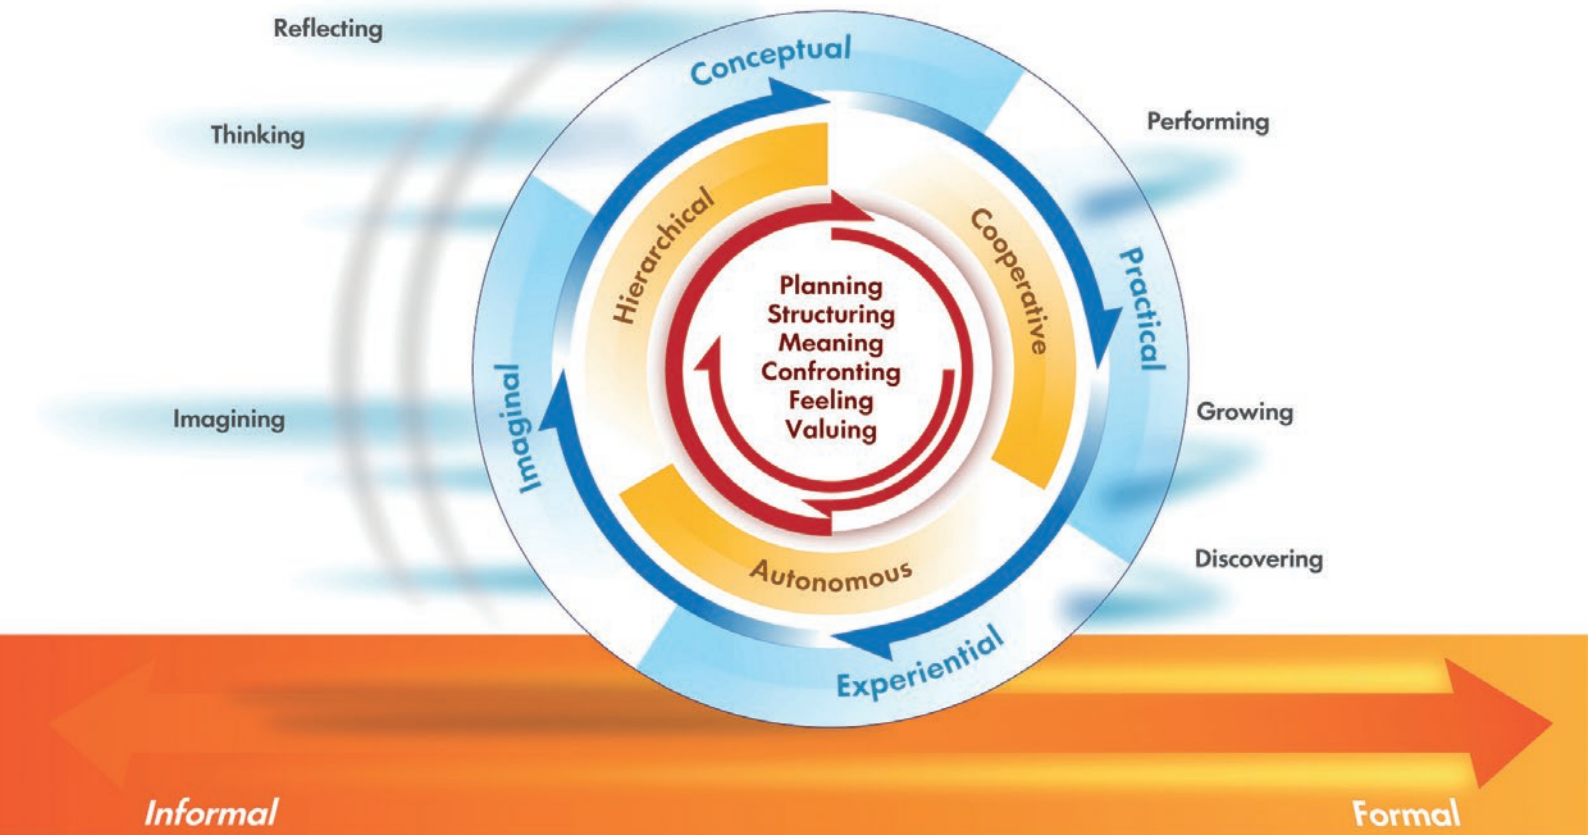 Reflecting
Conceptual
Thinking
Performing
Hierarchical
Cooperative
Planning
Structuring
Meaning
Confronting
Feeling
Valuing
Practical
Imaginal
Imagining
Growing
Autonomous
Discovering
Experiential
Informal
Formal